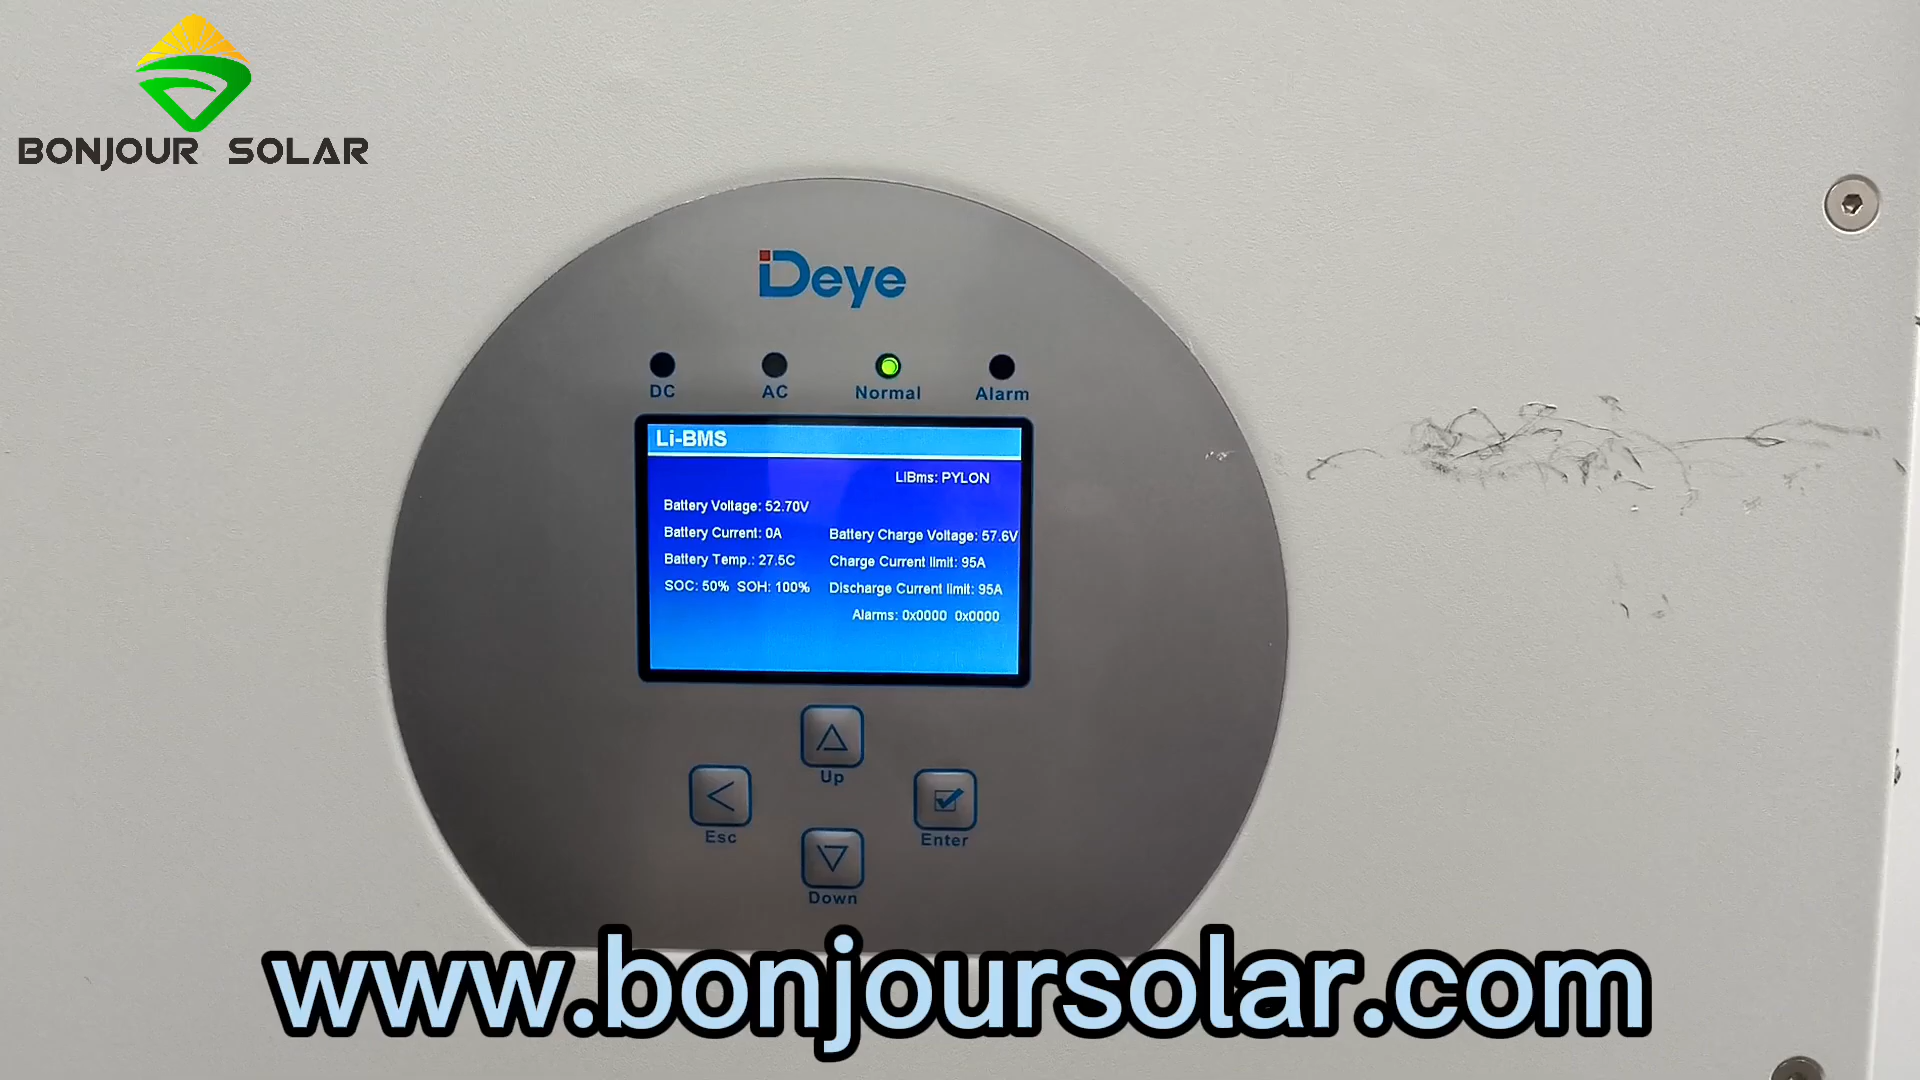 BONJOUR SOLAR
Deye
DC AC Normal Alarm
Li-BMS
LiBms: PYLON
Battery Voltage: 52.70V
Battery Current: 0A Battery Charge Voltage: 57.6V
Battery Temp.: 27.5C Charge Current limit: 95A
SOC: 50% SOH: 100% Discharge Current limit: 95A
Alarms: 0x0000 0x0000
Up
Esc Enter
Down
www.bonjoursolar.com